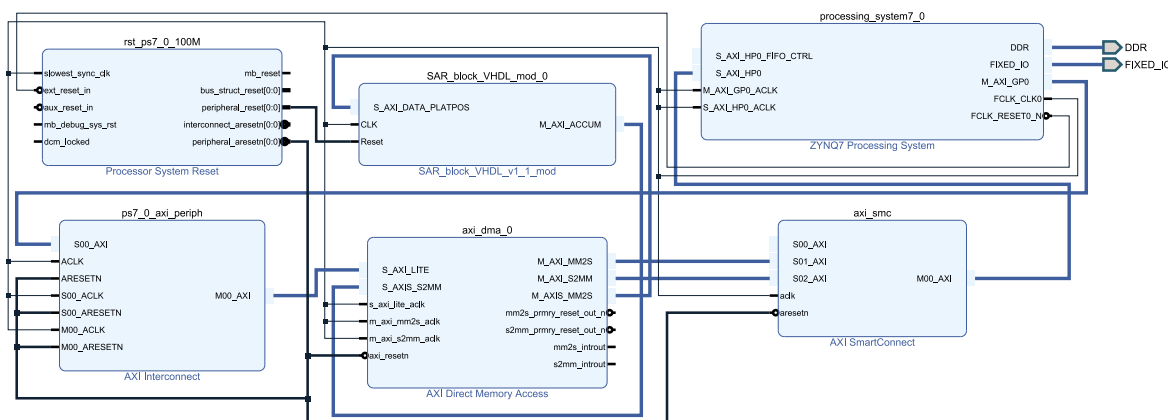 rst_ps7_0_100M
slowest_sync_clk
ext_reset_in
aux_reset_in
mb_debug_sys_rst
dcm_locked
mb_reset
bus_struct_reset[0:0]
peripheral_reset[0:0]
interconnect_aresetn[0:0]
peripheral_aresetn[0:0]
Processor System Reset
SAR_block_VHDL_mod_0
S_AXI_DATA_PLATPOS
CLK
Reset
M_AXI_ACCUM
SAR_block_VHDL_v1_1_mod
processing_system7_0
S_AXI_HP0_FIFO_CTRL
S_AXI_HP0
M_AXI_GP0_ACLK
S_AXI_HP0_ACLK
DDR
FIXED_IO
M_AXI_GP0
FCLK_CLK0
FCLK_RESET0_N
ZYNQ7 Processing System
DDR
FIXED_IO
ps7_0_axi_periph
S00_AXI
ACLK
ARESETN
S00_ACLK
S00_ARESETN
M00_ACLK
M00_ARESETN
M00_AXI
AXI Interconnect
axi_dma_0
S_AXI_LITE
S_AXIS_S2MM
s_axi_lite_aclk
m_axi_mm2s_aclk
m_axi_s2mm_aclk
axi_resetn
M_AXI_MM2S
M_AXI_S2MM
M_AXIS_MM2S
mm2s_prmry_reset_out_n
s2mm_prmry_reset_out_n
mm2s_introut
s2mm_introut
AXI Direct Memory Access
axi_smc
S00_AXI
S01_AXI
S02_AXI
aclk
aresetn
M00_AXI
AXI SmartConnect